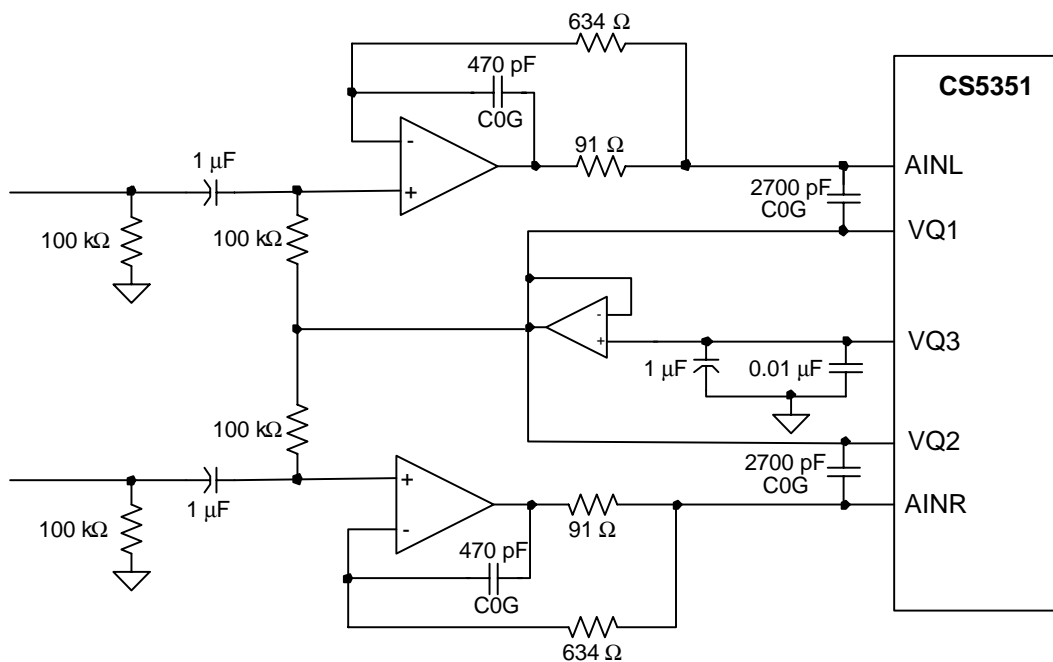 634 Ω
470 pF
C0G
CS5351
-
+
91 Ω
1 µF
AINL
2700 pF
C0G
100 kΩ
100 kΩ
VQ1
-
+
VQ3
1 µF
0.01 µF
100 kΩ
VQ2
2700 pF
C0G
+
-
1 µF
100 kΩ
91 Ω
AINR
470 pF
C0G
634 Ω